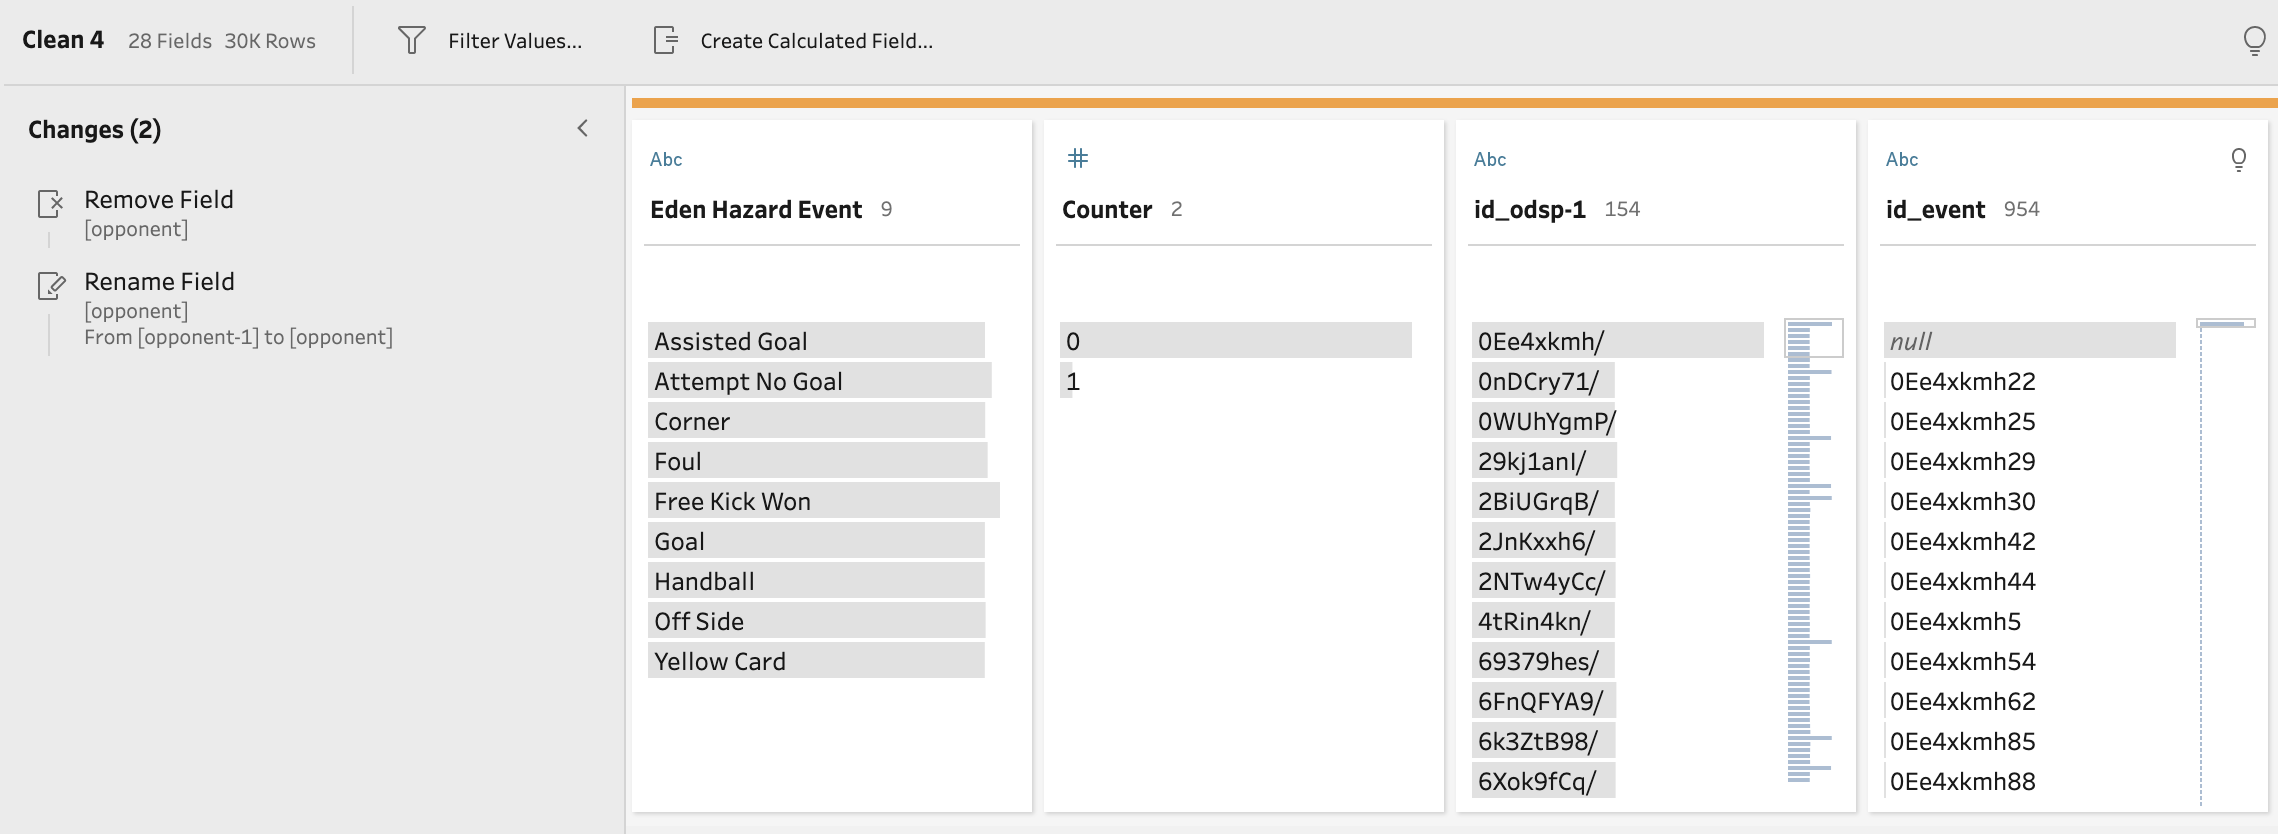 Clean 4 28 Fields 30K Rows Filter Values... Create Calculated Field...
Changes (2)
Remove Field
[opponent]
Rename Field
[opponent]
From [opponent-1] to [opponent]
Abc
Eden Hazard Event 9
Assisted Goal
Attempt No Goal
Corner
Foul
Free Kick Won
Goal
Handball
Off Side
Yellow Card
#
Counter 2
0
1
Abc
id_odsp-1 154
0Ee4xkmh/
0nDCry71/
0WUhYgmP/
29kj1anI/
2BiUGrqB/
2JnKxxh6/
2NTw4yCc/
4tRin4kn/
69379hes/
6FnQFYA9/
6k3ZtB98/
6Xok9fCq/
Abc
id_event 954
null
0Ee4xkmh22
0Ee4xkmh25
0Ee4xkmh29
0Ee4xkmh30
0Ee4xkmh42
0Ee4xkmh44
0Ee4xkmh5
0Ee4xkmh54
0Ee4xkmh62
0Ee4xkmh85
0Ee4xkmh88